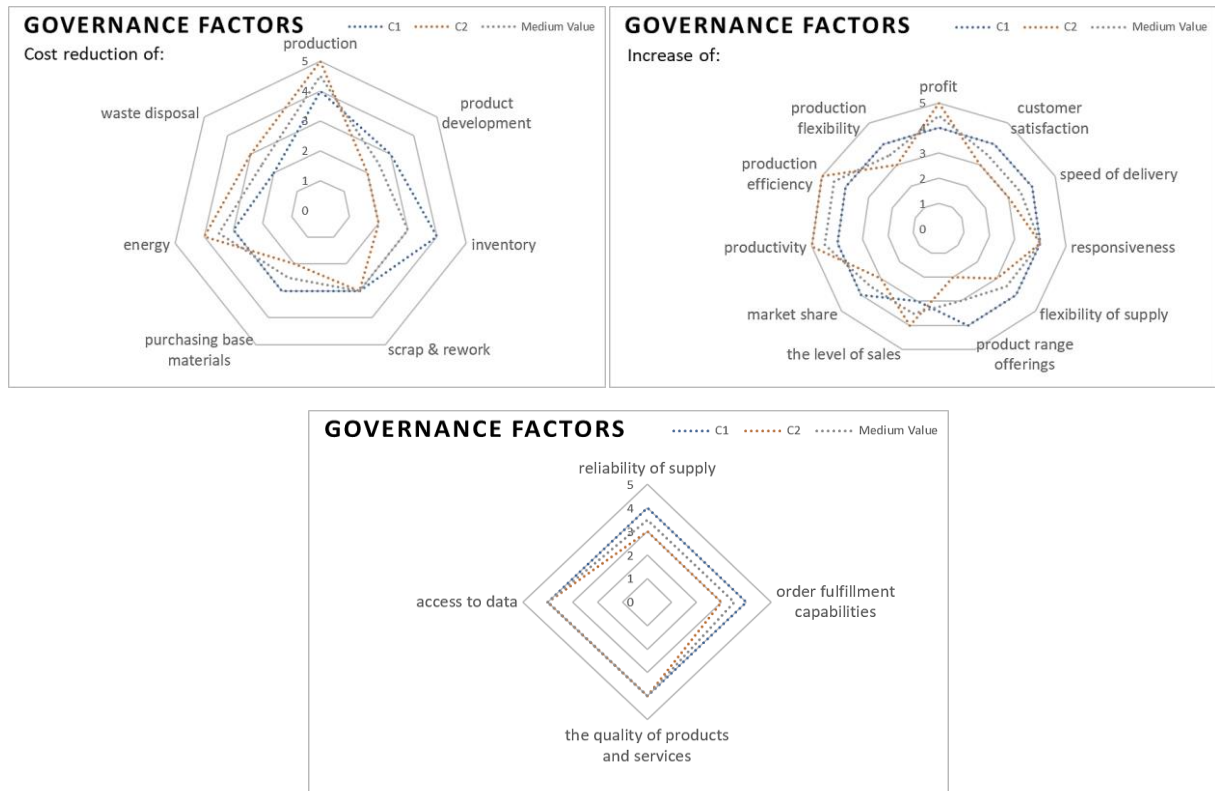 GOVERNANCE FACTORS
C1 C2 Medium Value
Cost reduction of:
production
product
development
inventory
scrap & rework
purchasing base
materials
energy
waste disposal
5
4
3
2
1
0
GOVERNANCE FACTORS
C1 C2 Medium Value
Increase of:
profit
customer
satisfaction
speed of delivery
responsiveness
flexibility of supply
product range
offerings
the level of sales
market share
productivity
production
efficiency
production
flexibility
5
4
3
2
1
0
GOVERNANCE FACTORS
C1 C2 Medium Value
reliability of supply
order fulfillment
capabilities
the quality of products
and services
access to data
5
4
3
2
1
0